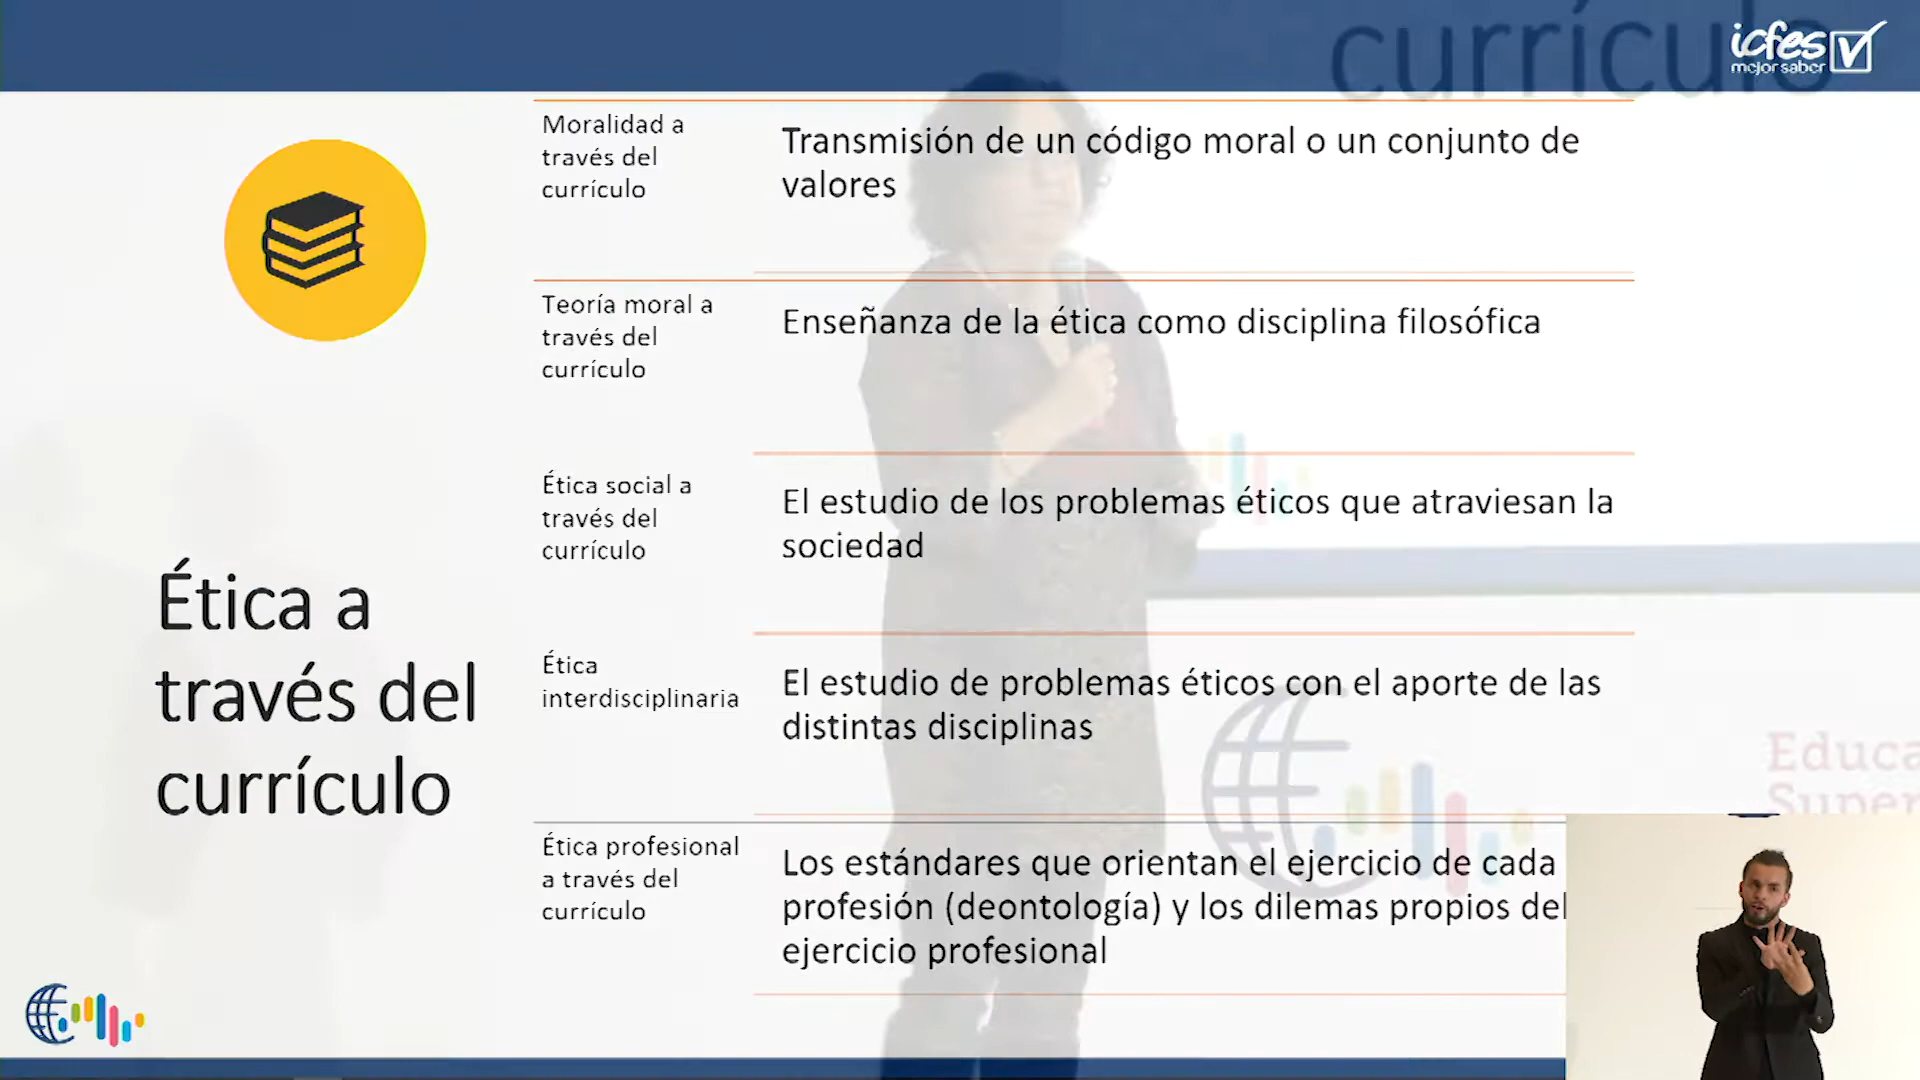 currículo
icfes
mejor saber
Moralidad a
través del
currículo
Transmisión de un código moral o un conjunto de
valores
Teoría moral a
través del
currículo
Enseñanza de la ética como disciplina filosófica
Ética social a
través del
currículo
El estudio de los problemas éticos que atraviesan la
sociedad
Ética a
través del
currículo
Ética
interdisciplinaria
El estudio de problemas éticos con el aporte de las
distintas disciplinas
Ética profesional
a través del
currículo
Los estándares que orientan el ejercicio de cada
profesión (deontología) y los dilemas propios del
ejercicio profesional
Educa
Super